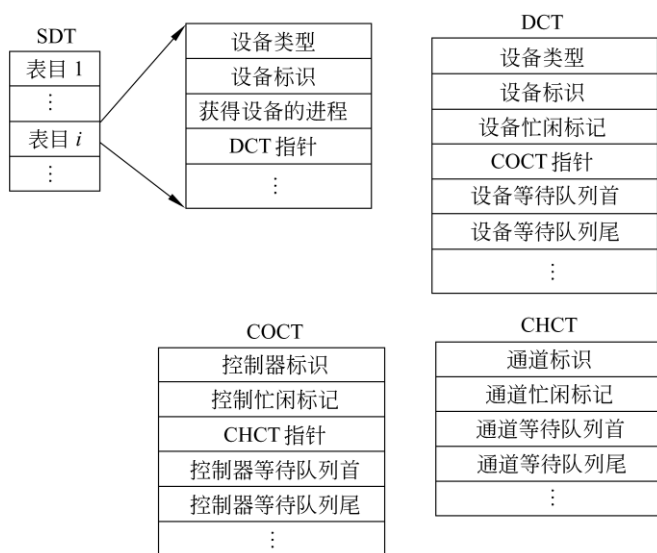 SDT
表目 1
⋮
表目 i
⋮
设备类型
设备标识
获得设备的进程
DCT 指针
⋮
DCT
设备类型
设备标识
设备忙闲标记
COCT 指针
设备等待队列首
设备等待队列尾
⋮
COCT
控制器标识
控制忙闲标记
CHCT 指针
控制器等待队列首
控制器等待队列尾
⋮
CHCT
通道标识
通道忙闲标记
通道等待队列首
通道等待队列尾
⋮